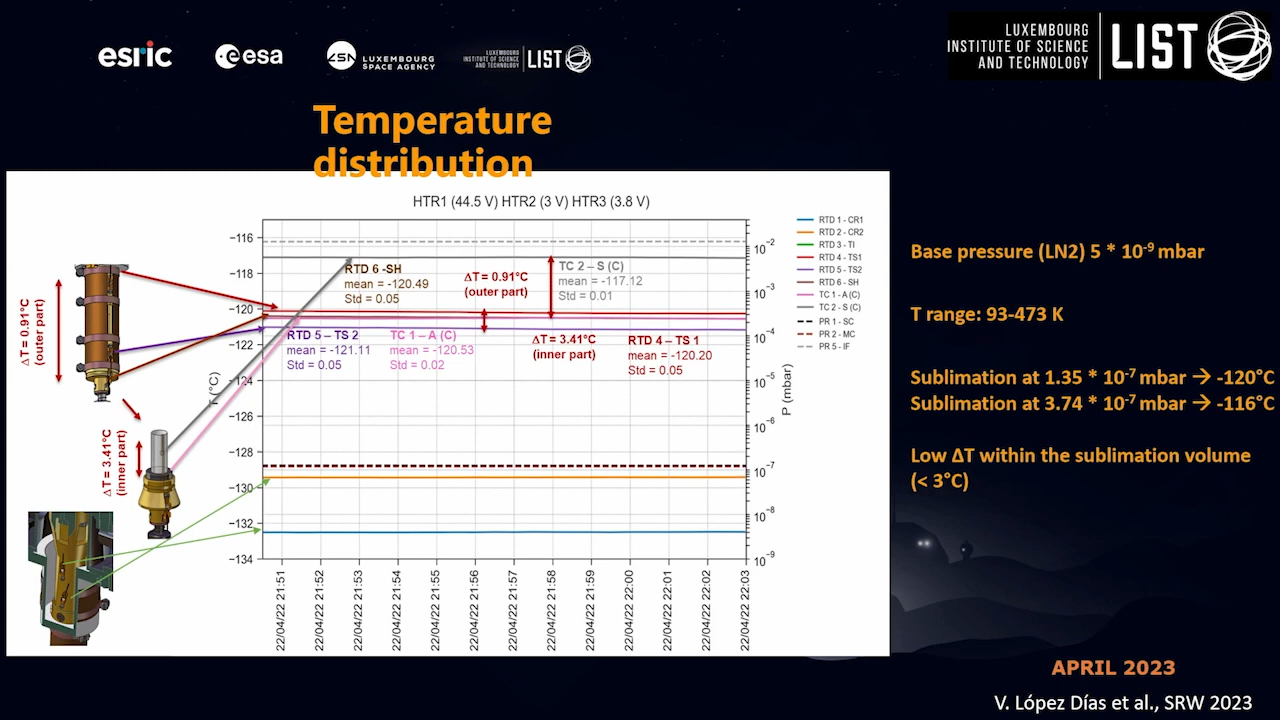 esric
esa
LSA LUXEMBOURG SPACE AGENCY
LUXEMBOURG INSTITUTE OF SCIENCE AND TECHNOLOGY LIST
LUXEMBOURG
INSTITUTE OF SCIENCE
AND TECHNOLOGY
LIST
Temperature
distribution
HTR1 (44.5 V) HTR2 (3 V) HTR3 (3.8 V)
−116
−118
−120
−122
−124
−126
−128
−130
−132
−134
T (°C)
10⁻²
10⁻³
10⁻⁴
10⁻⁵
10⁻⁶
10⁻⁷
10⁻⁸
10⁻⁹
P (mbar)
RTD 6 -SH
mean = -120.49
Std = 0.05
ΔT = 0.91°C
(outer part)
TC 2 – S (C)
mean = -117.12
Std = 0.01
RTD 5 – TS 2
mean = -121.11
Std = 0.05
TC 1 – A (C)
mean = -120.53
Std = 0.02
ΔT = 3.41°C
(inner part)
RTD 4 – TS 1
mean = -120.20
Std = 0.05
ΔT = 0.91°C
(outer part)
ΔT = 3.41°C
(inner part)
22/04/22 21:51
22/04/22 21:52
22/04/22 21:53
22/04/22 21:54
22/04/22 21:55
22/04/22 21:56
22/04/22 21:57
22/04/22 21:58
22/04/22 21:59
22/04/22 22:00
22/04/22 22:01
22/04/22 22:02
22/04/22 22:03
RTD 1 - CR1
RTD 2 - CR2
RTD 3 - TI
RTD 4 - TS1
RTD 5 - TS2
RTD 6 - SH
TC 1 - A (C)
TC 2 - S (C)
PR 1 - SC
PR 2 - MC
PR 5 - IF
Base pressure (LN2) 5 * 10⁻⁹ mbar
T range: 93-473 K
Sublimation at 1.35 * 10⁻⁷ mbar → -120°C
Sublimation at 3.74 * 10⁻⁷ mbar → -116°C
Low ΔT within the sublimation volume
(< 3°C)
APRIL 2023
V. López Días et al., SRW 2023